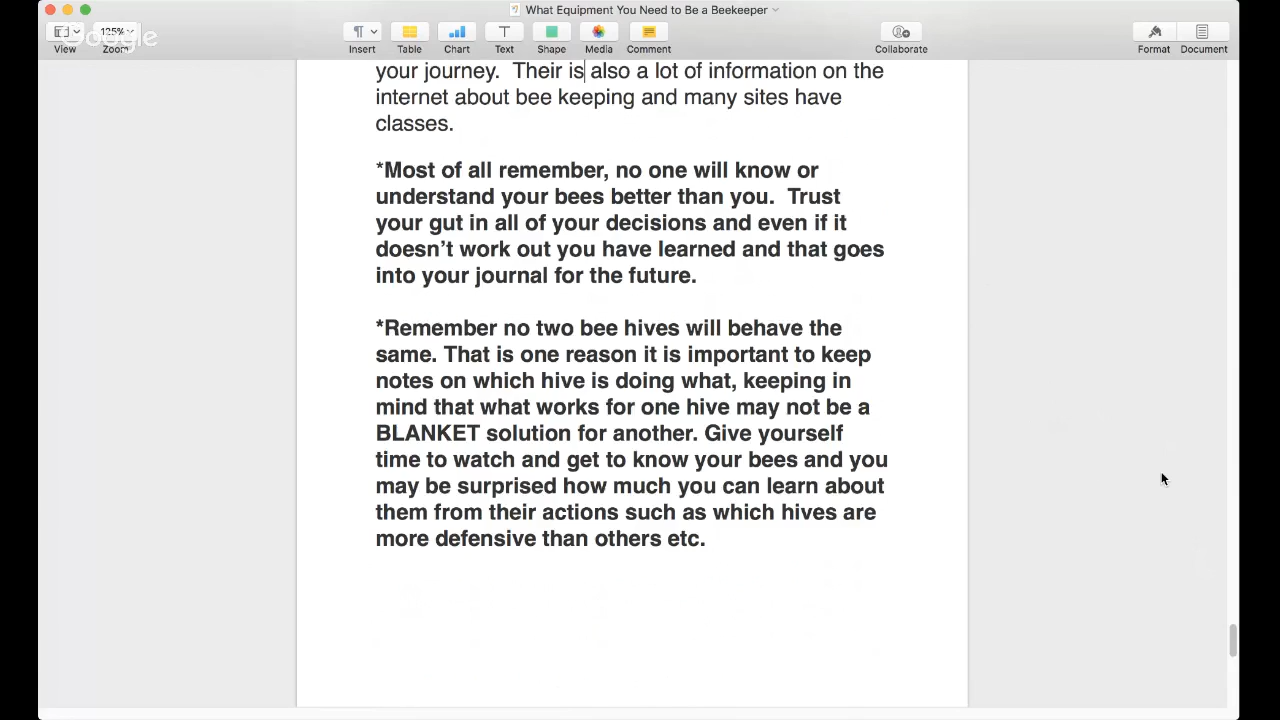 What Equipment You Need to Be a Beekeeper
125%
Google
View Zoom Insert Table Chart Text Shape Media Comment Collaborate Format Document
your journey.  Their is also a lot of information on the
internet about bee keeping and many sites have
classes.
*Most of all remember, no one will know or
understand your bees better than you.  Trust
your gut in all of your decisions and even if it
doesn’t work out you have learned and that goes
into your journal for the future.
*Remember no two bee hives will behave the
same. That is one reason it is important to keep
notes on which hive is doing what, keeping in
mind that what works for one hive may not be a
BLANKET solution for another. Give yourself
time to watch and get to know your bees and you
may be surprised how much you can learn about
them from their actions such as which hives are
more defensive than others etc.